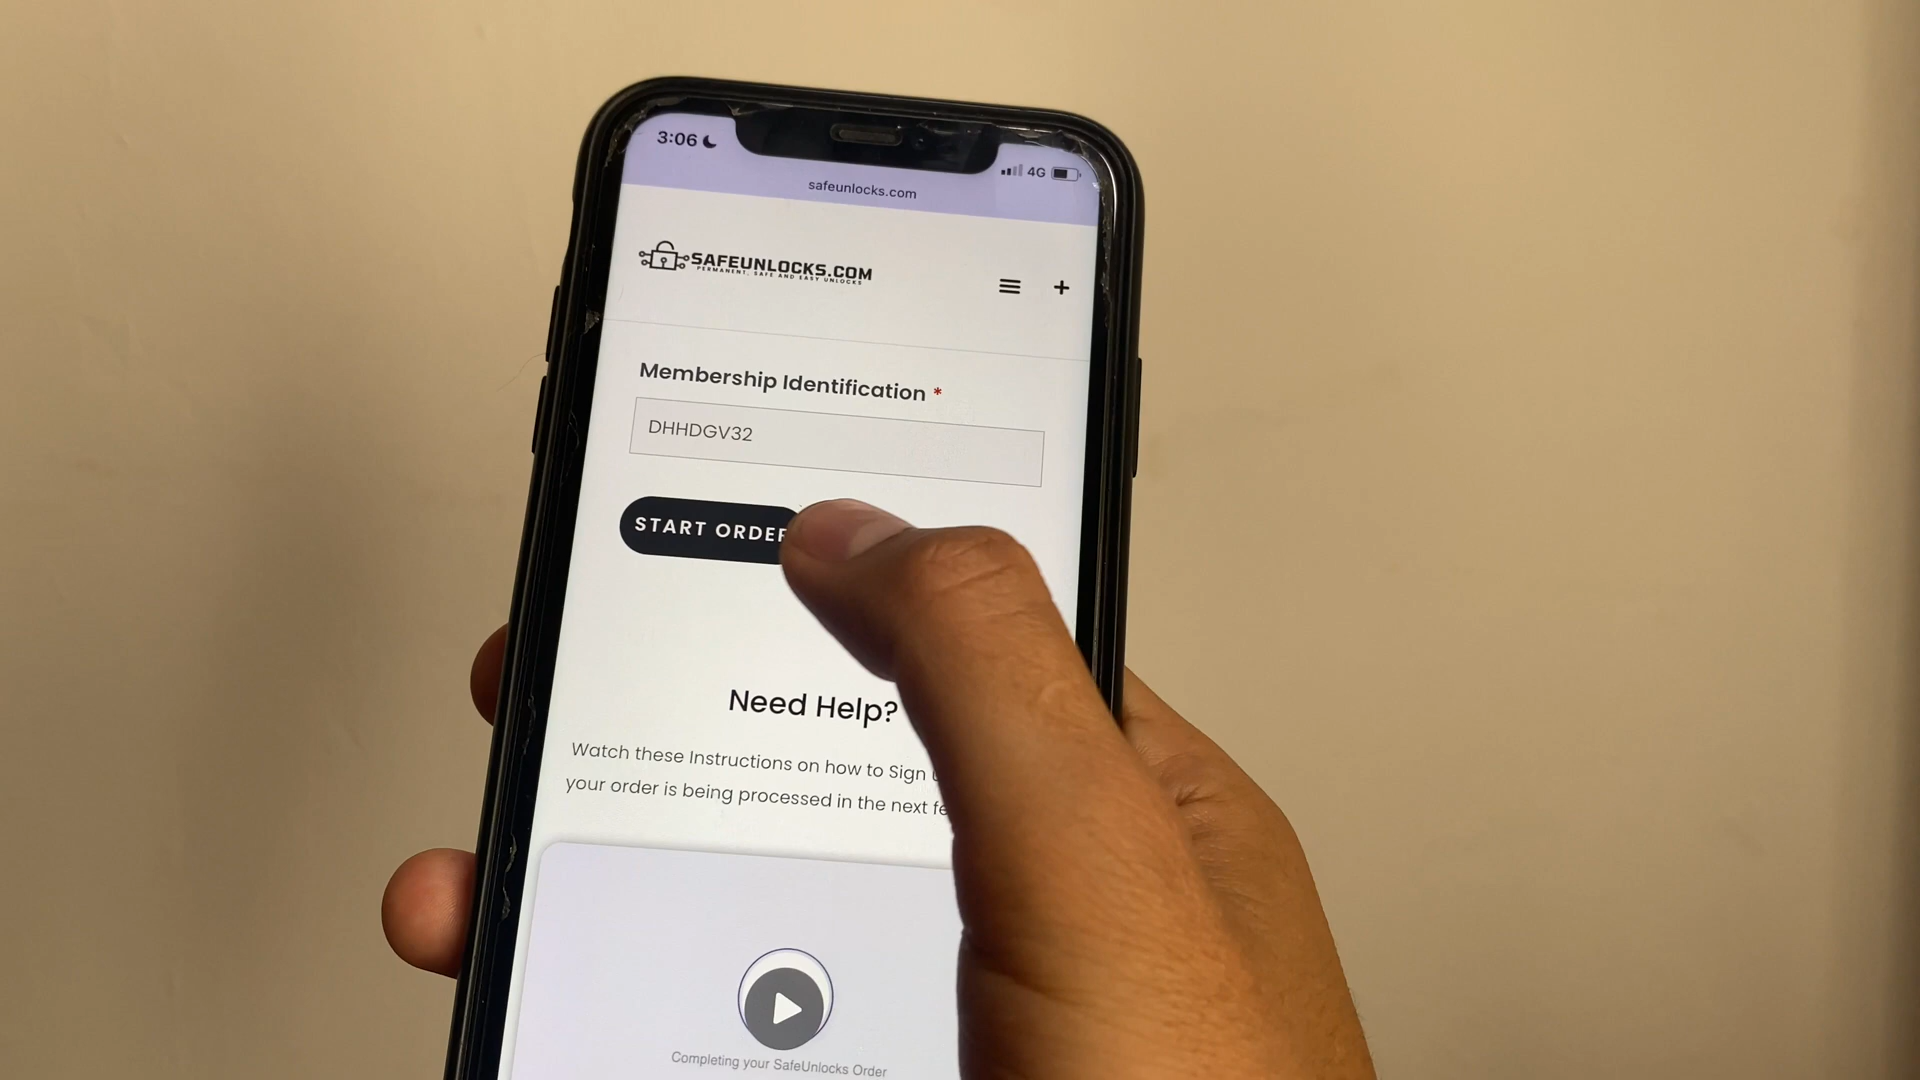 3:06
4G
safeunlocks.com
SAFEUNLOCKS.COM
PERMANENT, SAFE AND EASY UNLOCKS
Membership Identification *
DHHDGV32
START ORDER
Need Help?
Watch these Instructions on how to Sign
your order is being processed in the next
Completing your SafeUnlocks Order